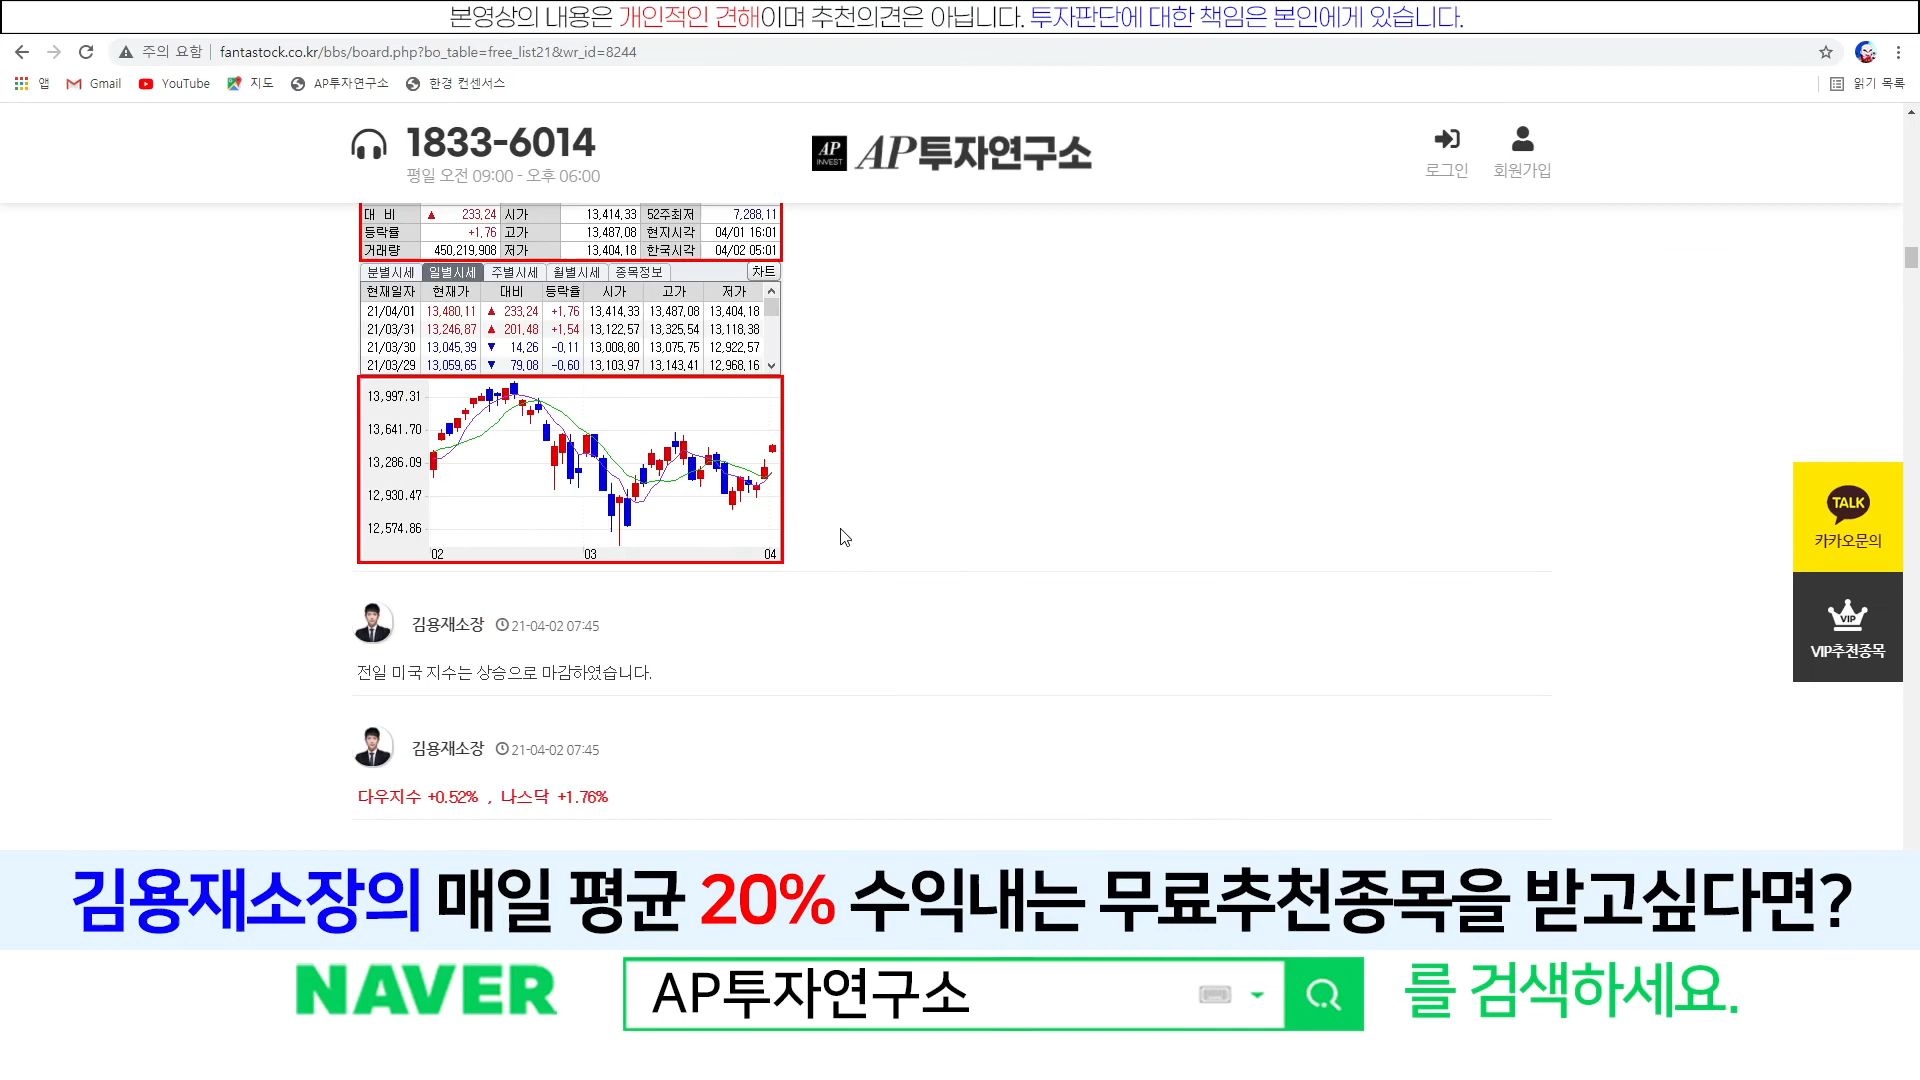 본영상의 내용은 개인적인 견해이며 추천의견은 아닙니다. 투자판단에 대한 책임은 본인에게 있습니다.
주의 요함 | fantastock.co.kr/bbs/board.php?bo_table=free_list21&wr_id=8244
앱 Gmail YouTube 지도 AP투자연구소 한경 컨센서스 읽기 목록
1833-6014
평일 오전 09:00 - 오후 06:00
AP INVEST AP투자연구소
로그인 회원가입
대 비 ▲ 233,24 시가 13,414,33 52주최저 7,288,11
등락률 +1,76 고가 13,487,08 현지시각 04/01 16:01
거래량 450,219,908 저가 13,404,18 한국시각 04/02 05:01
분별시세 일별시세 주별시세 월별시세 종목정보 차트
현재일자 현재가 대비 등락율 시가 고가 저가
21/04/01 13,480,11 ▲ 233,24 +1,76 13,414,33 13,487,08 13,404,18
21/03/31 13,246,87 ▲ 201,48 +1,54 13,122,57 13,325,54 13,118,38
21/03/30 13,045,39 ▼ 14,26 -0,11 13,008,80 13,075,75 12,922,57
21/03/29 13,059,65 ▼ 79,08 -0,60 13,103,97 13,143,41 12,968,16
13,997.31
13,641.70
13,286.09
12,930.47
12,574.86
02 03 04
TALK
카카오문의
VIP
VIP추천종목
김용재소장 21-04-02 07:45
전일 미국 지수는 상승으로 마감하였습니다.
김용재소장 21-04-02 07:45
다우지수 +0.52% , 나스닥 +1.76%
김용재소장의 매일 평균 20% 수익내는 무료추천종목을 받고싶다면?
NAVER AP투자연구소 를 검색하세요.